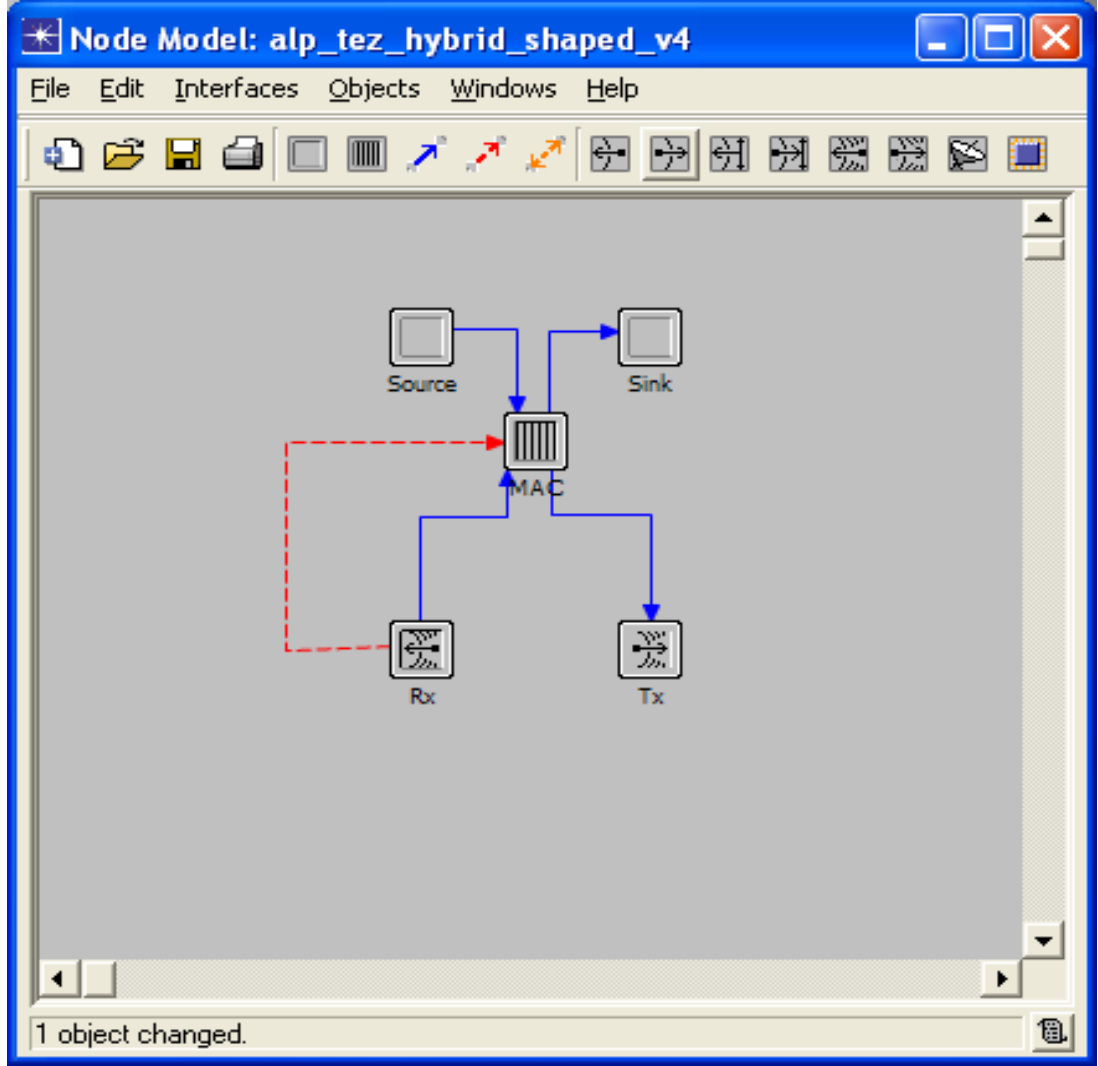 Node Model: alp_tez_hybrid_shaped_v4
File Edit Interfaces Objects Windows Help
Source Sink
MAC
Rx Tx
1 object changed.